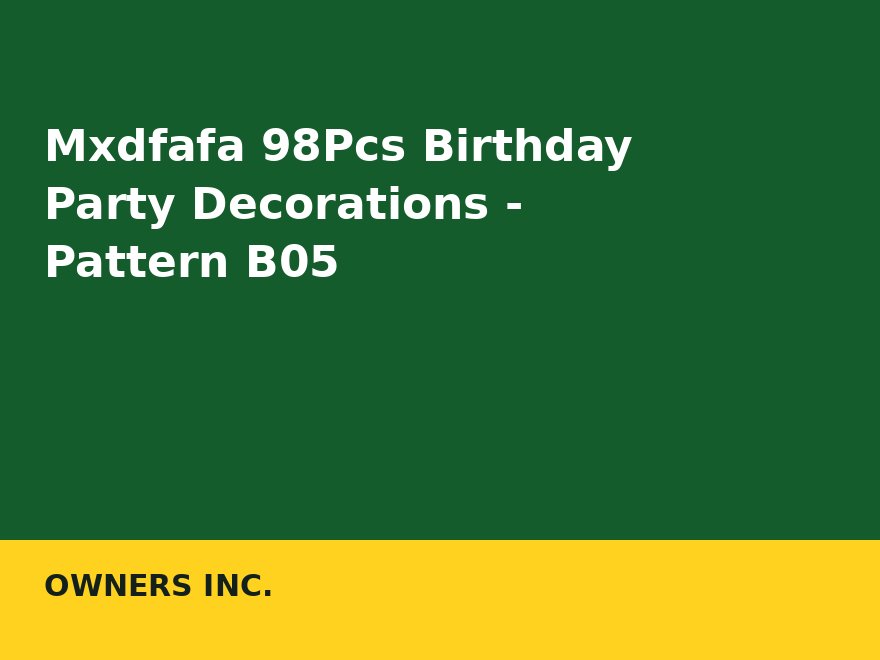 Mxdfafa 98Pcs Birthday
Party Decorations -
Pattern B05
OWNERS INC.